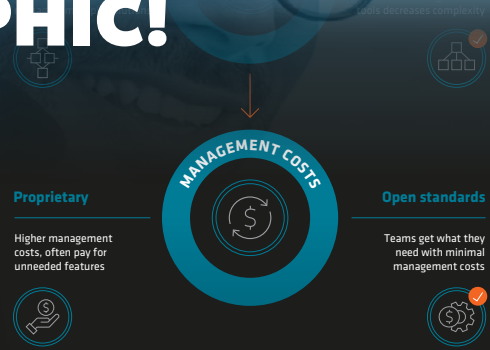 tools decreases complexity
PHIC!
MANAGEMENT COSTS
Proprietary
Open standards
Higher management
costs, often pay for
unneeded features
Teams get what they
need with minimal
management costs